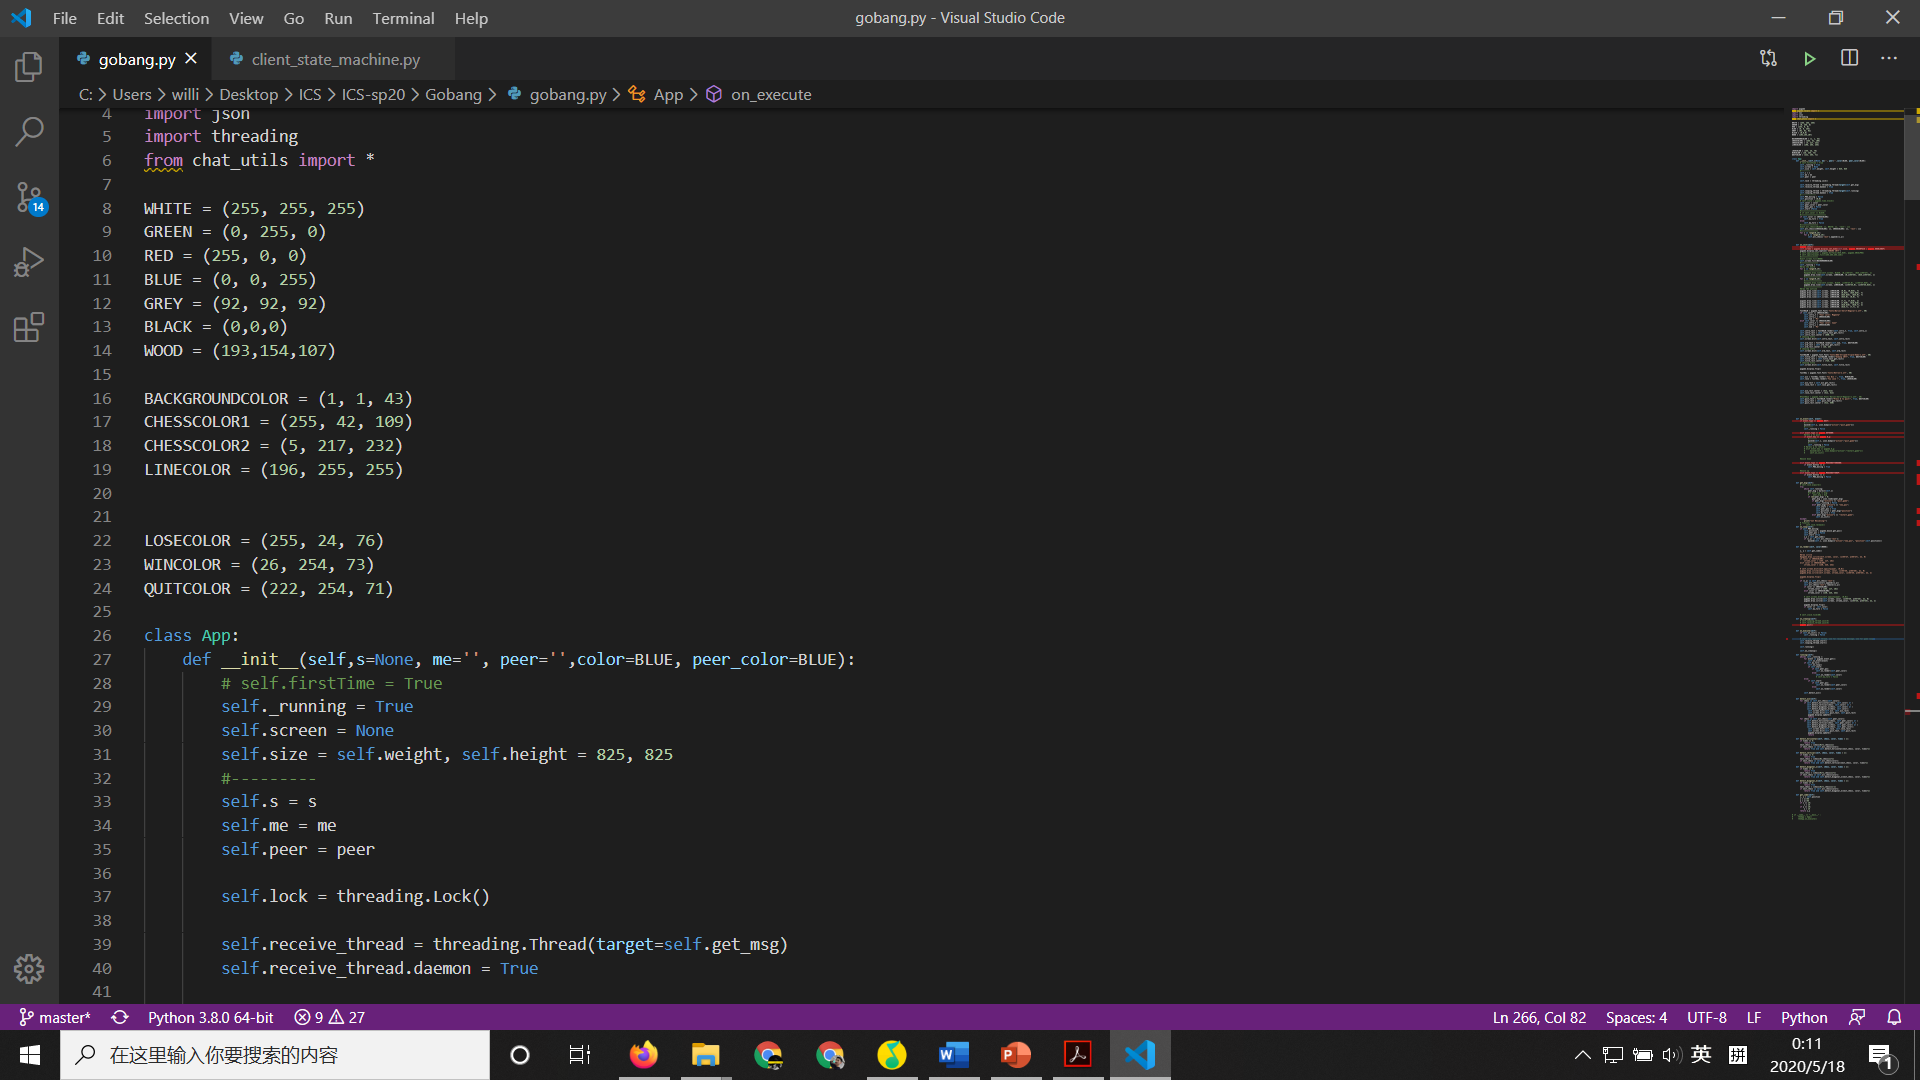 File Edit Selection View Go Run Terminal Help
gobang.py - Visual Studio Code
gobang.py
client_state_machine.py
C: > Users > willi > Desktop > ICS > ICS-sp20 > Gobang > gobang.py > App > on_execute
4 import json
5 import threading
6 from chat_utils import *
7
8 WHITE = (255, 255, 255)
9 GREEN = (0, 255, 0)
10 RED = (255, 0, 0)
11 BLUE = (0, 0, 255)
12 GREY = (92, 92, 92)
13 BLACK = (0,0,0)
14 WOOD = (193,154,107)
15
16 BACKGROUNDCOLOR = (1, 1, 43)
17 CHESSCOLOR1 = (255, 42, 109)
18 CHESSCOLOR2 = (5, 217, 232)
19 LINECOLOR = (196, 255, 255)
20
21
22 LOSECOLOR = (255, 24, 76)
23 WINCOLOR = (26, 254, 73)
24 QUITCOLOR = (222, 254, 71)
25
26 class App:
27 def __init__(self,s=None, me='', peer='',color=BLUE, peer_color=BLUE):
28 # self.firstTime = True
29 self._running = True
30 self.screen = None
31 self.size = self.weight, self.height = 825, 825
32 #---------
33 self.s = s
34 self.me = me
35 self.peer = peer
36
37 self.lock = threading.Lock()
38
39 self.receive_thread = threading.Thread(target=self.get_msg)
40 self.receive_thread.daemon = True
41
14
master* Python 3.8.0 64-bit 9 27
Ln 266, Col 82 Spaces: 4 UTF-8 LF Python
在这里输入你要搜索的内容
英 拼
0:11
2020/5/18
1